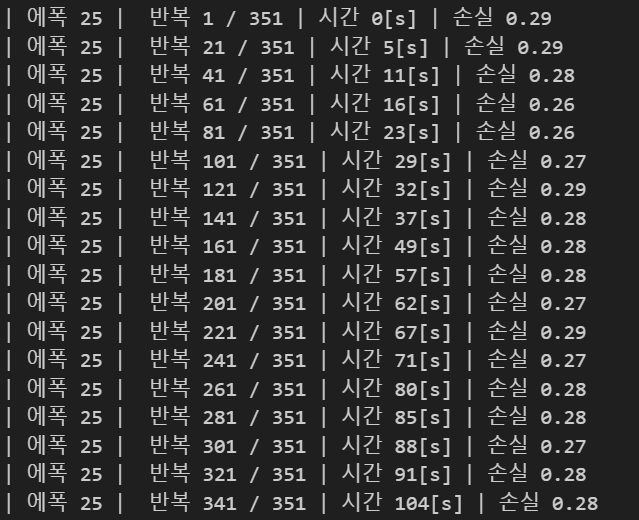 | 에폭 25 |  반복 1 / 351 | 시간 0[s] | 손실 0.29
| 에폭 25 |  반복 21 / 351 | 시간 5[s] | 손실 0.29
| 에폭 25 |  반복 41 / 351 | 시간 11[s] | 손실 0.28
| 에폭 25 |  반복 61 / 351 | 시간 16[s] | 손실 0.26
| 에폭 25 |  반복 81 / 351 | 시간 23[s] | 손실 0.26
| 에폭 25 |  반복 101 / 351 | 시간 29[s] | 손실 0.27
| 에폭 25 |  반복 121 / 351 | 시간 32[s] | 손실 0.29
| 에폭 25 |  반복 141 / 351 | 시간 37[s] | 손실 0.28
| 에폭 25 |  반복 161 / 351 | 시간 49[s] | 손실 0.28
| 에폭 25 |  반복 181 / 351 | 시간 57[s] | 손실 0.28
| 에폭 25 |  반복 201 / 351 | 시간 62[s] | 손실 0.27
| 에폭 25 |  반복 221 / 351 | 시간 67[s] | 손실 0.29
| 에폭 25 |  반복 241 / 351 | 시간 71[s] | 손실 0.27
| 에폭 25 |  반복 261 / 351 | 시간 80[s] | 손실 0.28
| 에폭 25 |  반복 281 / 351 | 시간 85[s] | 손실 0.28
| 에폭 25 |  반복 301 / 351 | 시간 88[s] | 손실 0.27
| 에폭 25 |  반복 321 / 351 | 시간 91[s] | 손실 0.28
| 에폭 25 |  반복 341 / 351 | 시간 104[s] | 손실 0.28